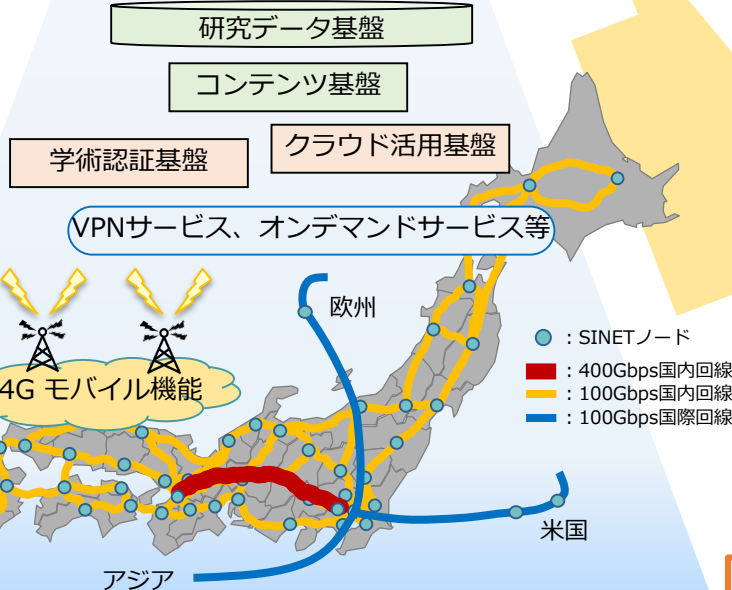 研究データ基盤
コンテンツ基盤
学術認証基盤
クラウド活用基盤
VPNサービス、オンデマンドサービス等
欧州
：SINETノード
：400Gbps国内回線
：100Gbps国内回線
：100Gbps国際回線
4G モバイル機能
米国
アジア